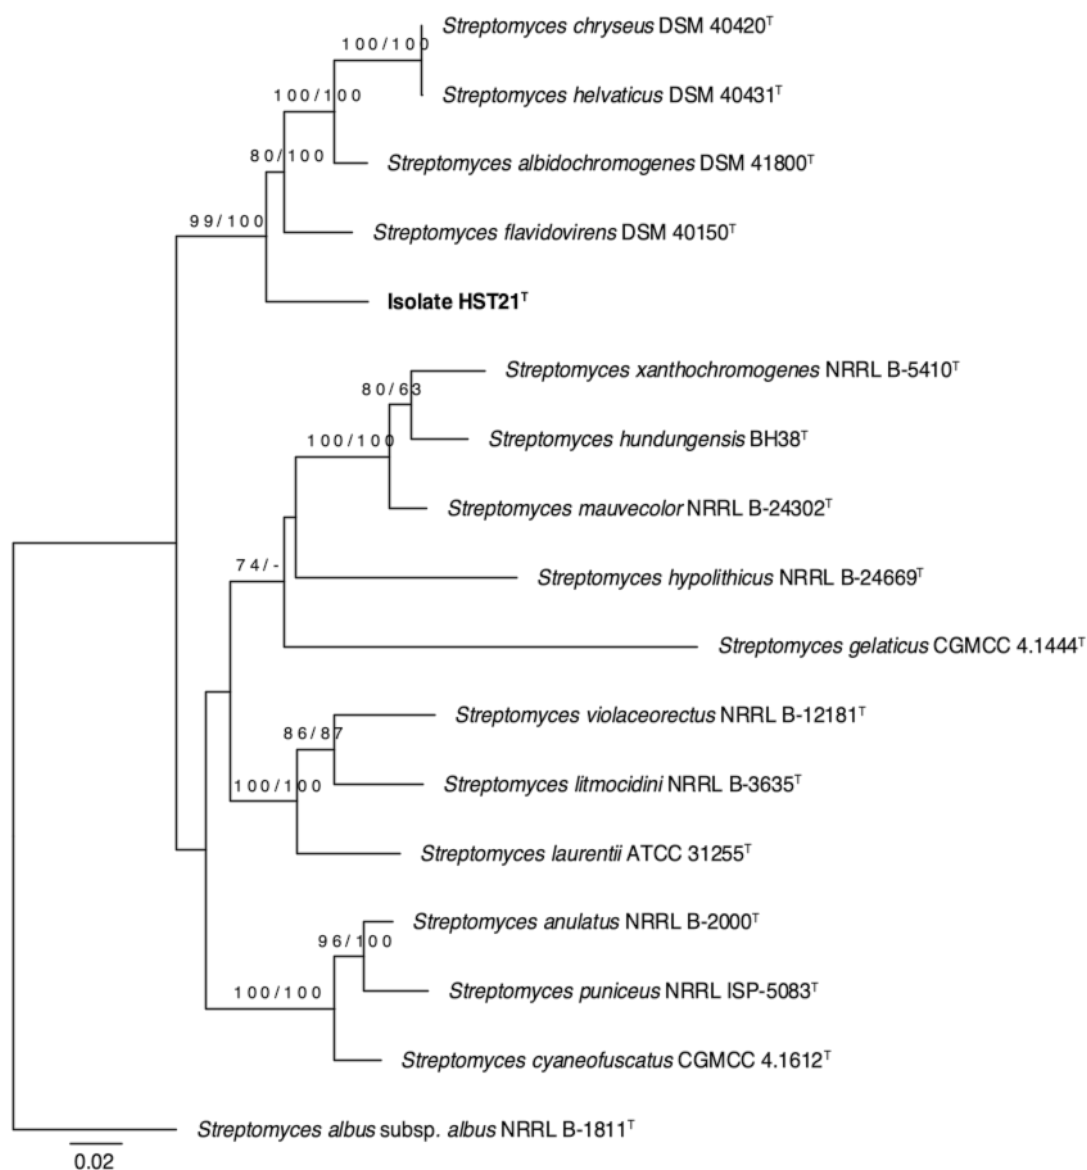 Streptomyces chryseus DSM 40420ᵀ
100/100
Streptomyces helvaticus DSM 40431ᵀ
100/100
80/100
Streptomyces albidochromogenes DSM 41800ᵀ
99/100
Streptomyces flavidovirens DSM 40150ᵀ
Isolate HST21ᵀ
Streptomyces xanthochromogenes NRRL B-5410ᵀ
80/63
100/100
Streptomyces hundungensis BH38ᵀ
Streptomyces mauvecolor NRRL B-24302ᵀ
74/-
Streptomyces hypolithicus NRRL B-24669ᵀ
Streptomyces gelaticus CGMCC 4.1444ᵀ
Streptomyces violaceorectus NRRL B-12181ᵀ
86/87
100/100
Streptomyces litmocidini NRRL B-3635ᵀ
Streptomyces laurentii ATCC 31255ᵀ
Streptomyces anulatus NRRL B-2000ᵀ
96/100
100/100
Streptomyces puniceus NRRL ISP-5083ᵀ
Streptomyces cyaneofuscatus CGMCC 4.1612ᵀ
Streptomyces albus subsp. albus NRRL B-1811ᵀ
0.02